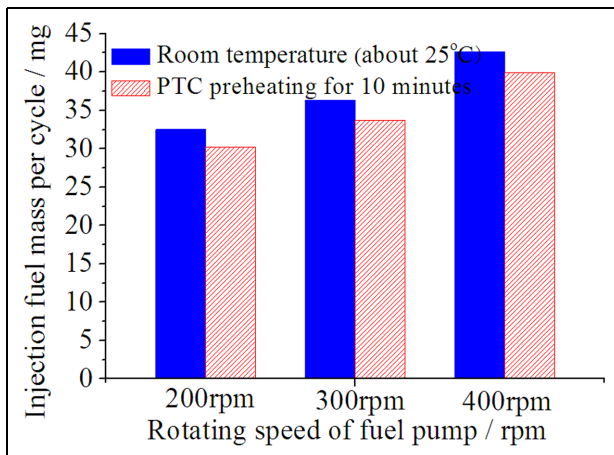 Injection fuel mass per cycle / mg
45
40
35
30
25
20
15
10
5
0
Room temperature (about 25°C)
PTC preheating for 10 minutes
200rpm 300rpm 400rpm
Rotating speed of fuel pump / rpm